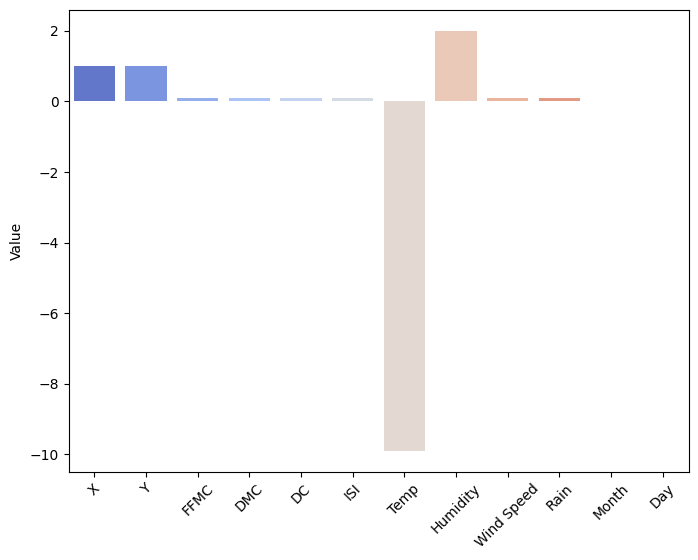 2
0
−2
−4
−6
−8
−10
Value
X
Y
FFMC
DMC
DC
ISI
Temp
Humidity
Wind Speed
Rain
Month
Day